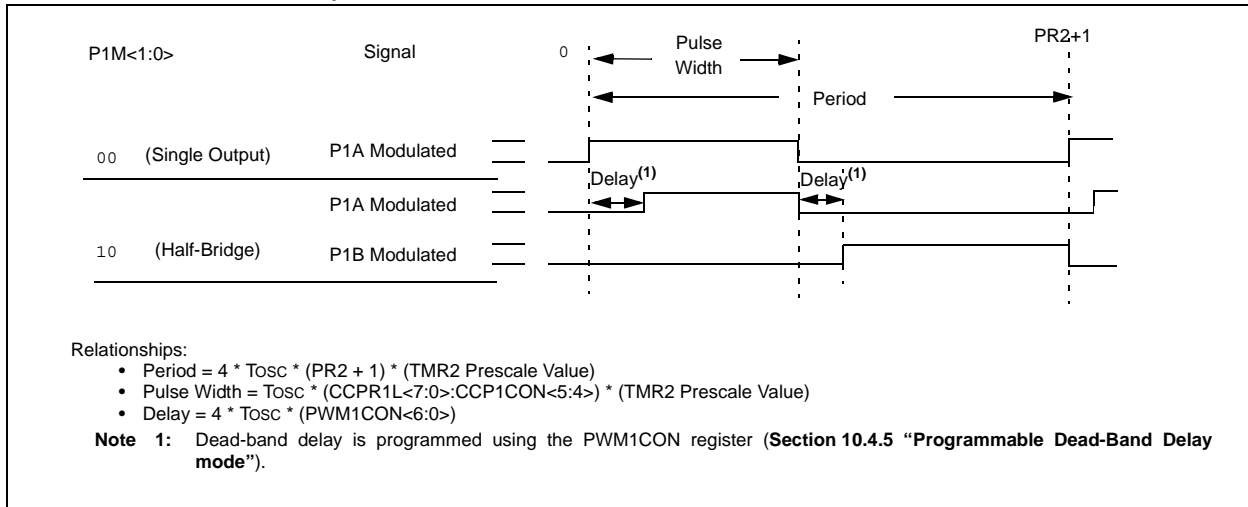 P1M<1:0>
Signal
0
Pulse
Width
PR2+1
Period
00 (Single Output) P1A Modulated
Delay(1) Delay(1)
P1A Modulated
10 (Half-Bridge) P1B Modulated
Relationships:
• Period = 4 * TOSC * (PR2 + 1) * (TMR2 Prescale Value)
• Pulse Width = TOSC * (CCPR1L<7:0>:CCP1CON<5:4>) * (TMR2 Prescale Value)
• Delay = 4 * TOSC * (PWM1CON<6:0>)
Note 1: Dead-band delay is programmed using the PWM1CON register (Section 10.4.5 “Programmable Dead-Band Delay
mode”).